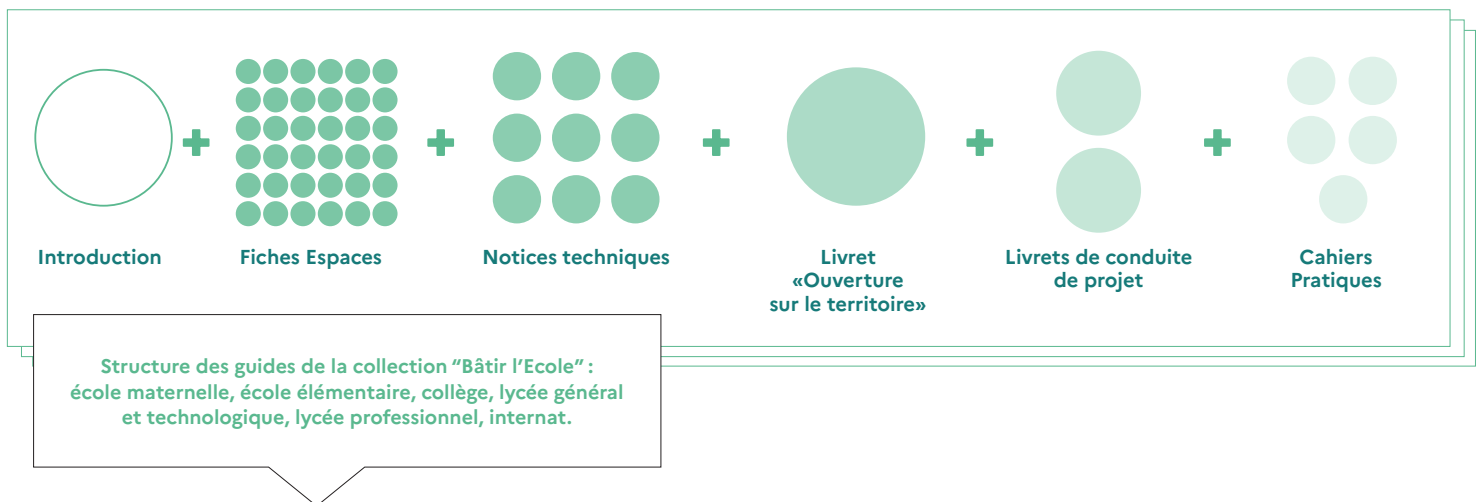 Introduction
Fiches Espaces
Notices techniques
Livret
«Ouverture
sur le territoire»
Livrets de conduite
de projet
Cahiers
Pratiques
Structure des guides de la collection “Bâtir l’Ecole” :
école maternelle, école élémentaire, collège, lycée général
et technologique, lycée professionnel, internat.